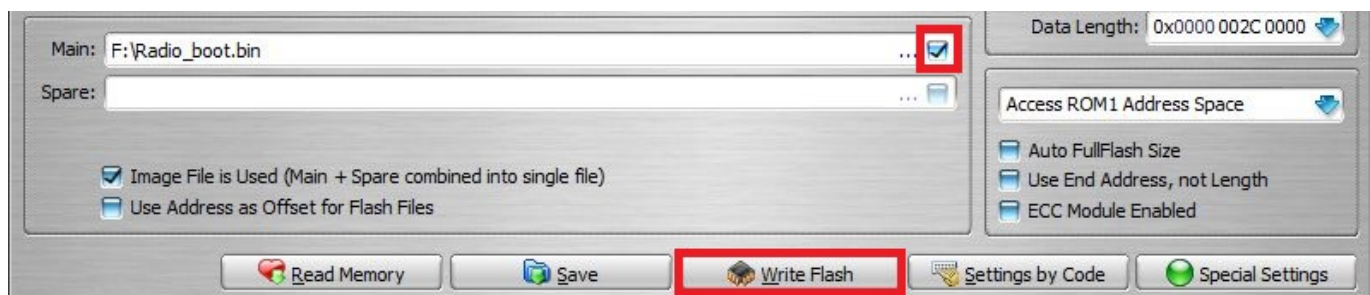 Data Length: 0x0000 002C 0000
Main: F:\Radio_boot.bin ...
Spare: ...
Access ROM1 Address Space
Auto FullFlash Size
Image File is Used (Main + Spare combined into single file)
Use End Address, not Length
Use Address as Offset for Flash Files
ECC Module Enabled
Read Memory Save Write Flash Settings by Code Special Settings